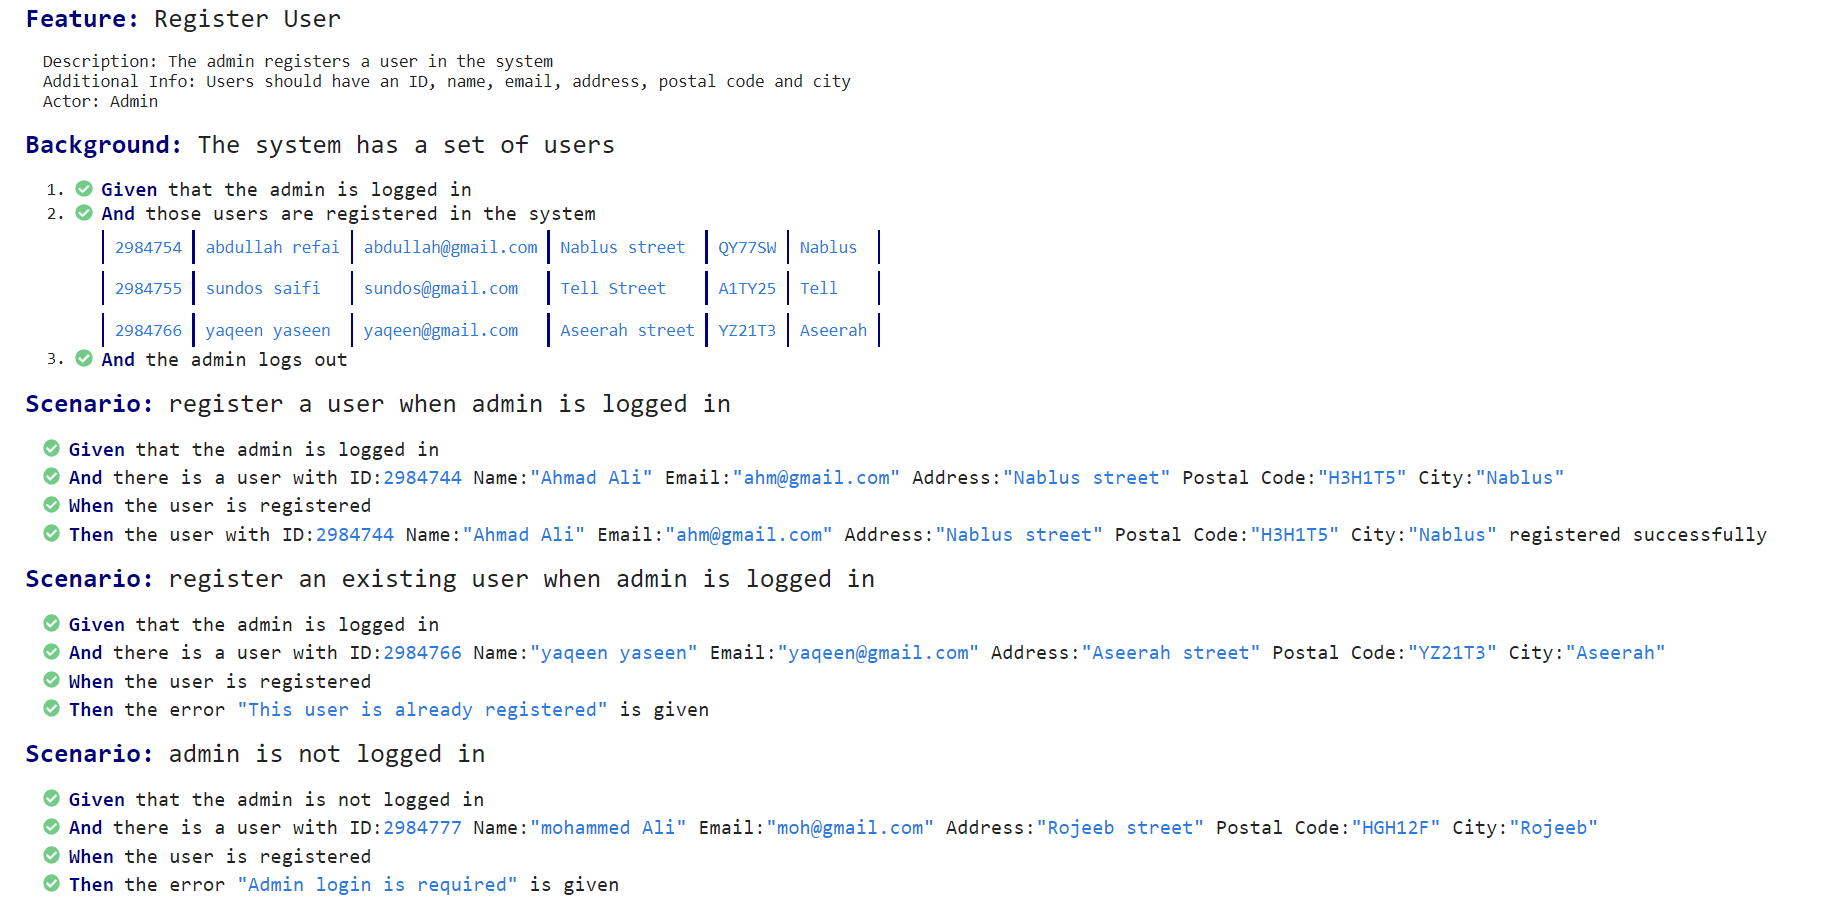 Feature: Register User
Description: The admin registers a user in the system
Additional Info: Users should have an ID, name, email, address, postal code and city
Actor: Admin
Background: The system has a set of users
1. Given that the admin is logged in
2. And those users are registered in the system
2984754 abdullah refai abdullah@gmail.com Nablus street QY77SW Nablus
2984755 sundos saifi sundos@gmail.com Tell Street A1TY25 Tell
2984766 yaqeen yaseen yaqeen@gmail.com Aseerah street YZ21T3 Aseerah
3. And the admin logs out
Scenario: register a user when admin is logged in
Given that the admin is logged in
And there is a user with ID:2984744 Name:"Ahmad Ali" Email:"ahm@gmail.com" Address:"Nablus street" Postal Code:"H3H1T5" City:"Nablus"
When the user is registered
Then the user with ID:2984744 Name:"Ahmad Ali" Email:"ahm@gmail.com" Address:"Nablus street" Postal Code:"H3H1T5" City:"Nablus" registered successfully
Scenario: register an existing user when admin is logged in
Given that the admin is logged in
And there is a user with ID:2984766 Name:"yaqeen yaseen" Email:"yaqeen@gmail.com" Address:"Aseerah street" Postal Code:"YZ21T3" City:"Aseerah"
When the user is registered
Then the error "This user is already registered" is given
Scenario: admin is not logged in
Given that the admin is not logged in
And there is a user with ID:2984777 Name:"mohammed Ali" Email:"moh@gmail.com" Address:"Rojeeb street" Postal Code:"HGH12F" City:"Rojeeb"
When the user is registered
Then the error "Admin login is required" is given